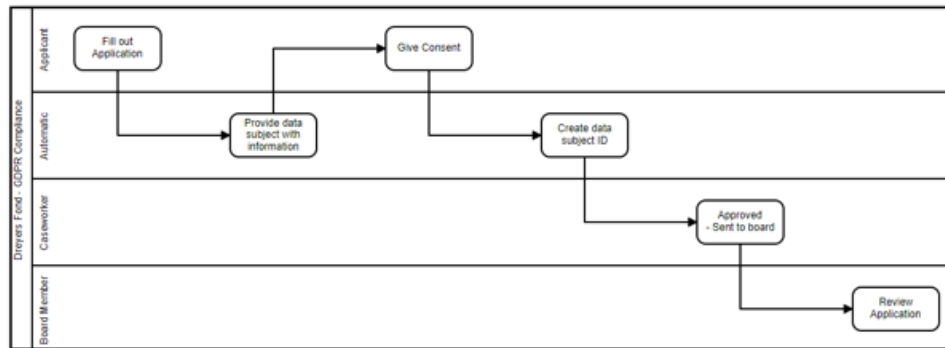 Dreyers Fond - GDPR Compliance
Applicant
Fill out
Application
Give Consent
Automatic
Provide data
subject with
information
Create data
subject ID
Caseworker
Approved
- Sent to board
Board Member
Review
Application